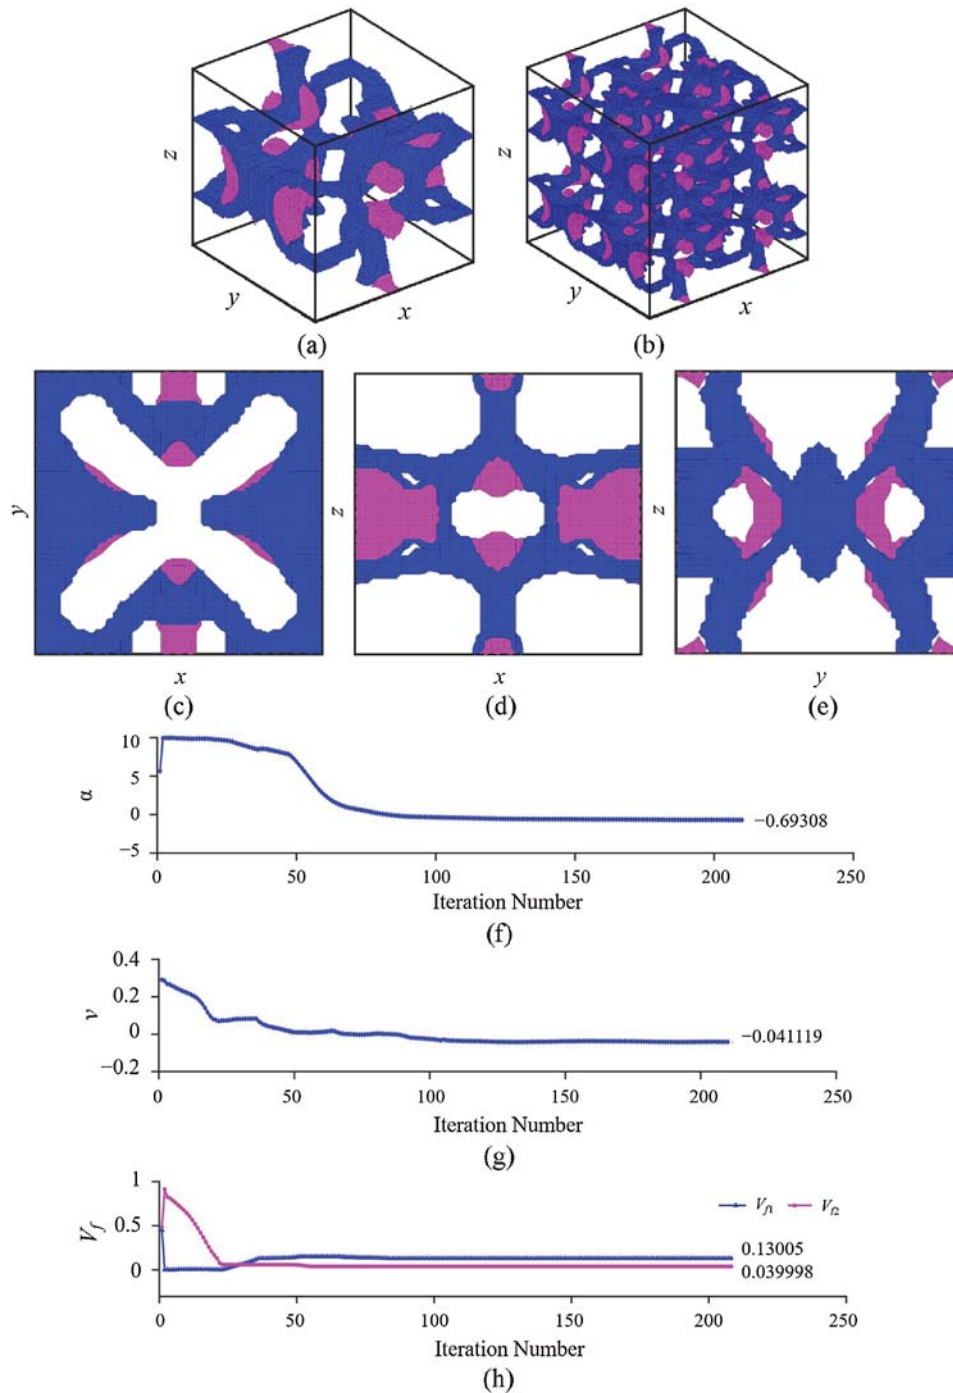 z
y
x
(a)
z
y
x
(b)
y
x
(c)
z
x
(d)
z
y
(e)
α
10
5
0
−5
0
50
100
150
200
250
−0.69308
Iteration Number
(f)
v
0.4
0.2
0
−0.2
0
50
100
150
200
250
−0.041119
Iteration Number
(g)
V_f
1
0.5
0
0
50
100
150
200
250
V_f1
V_f2
0.13005
0.039998
Iteration Number
(h)